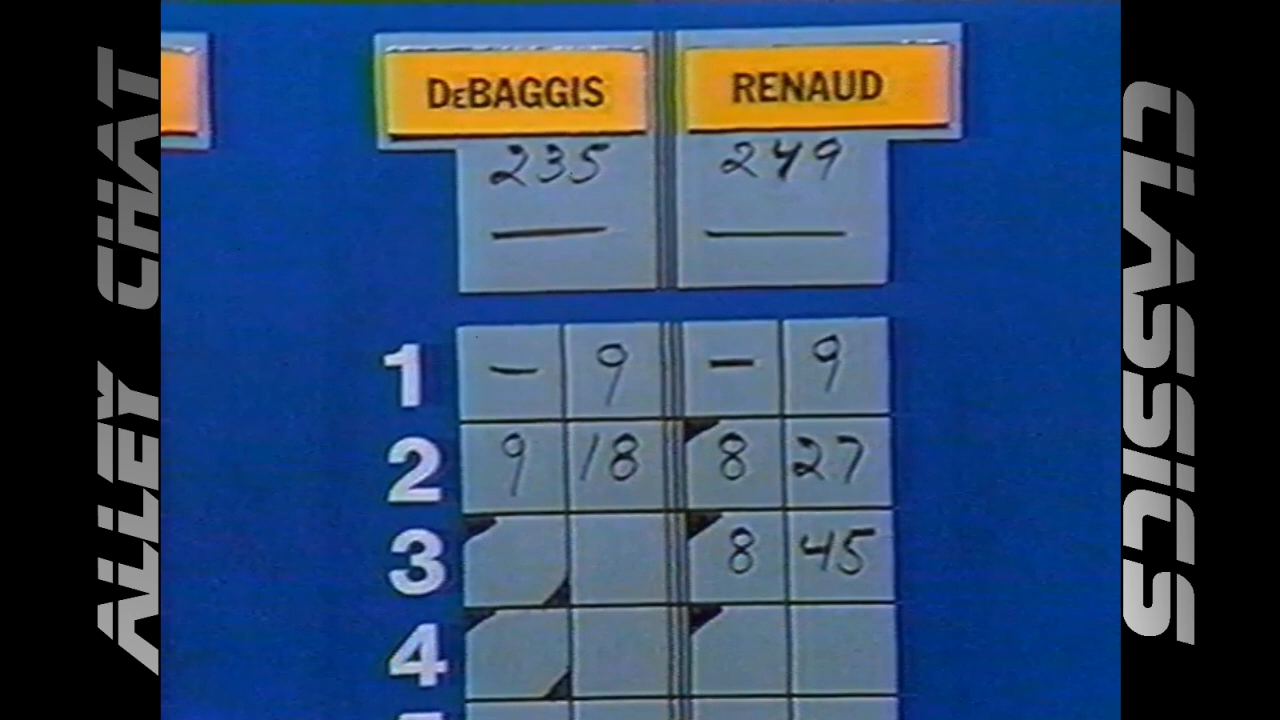 ALLEY CHAT
DeBAGGIS RENAUD
235 249
— —
1 – 9 – 9
2 9 18 8 27
3 8 45
4
CLASSiCS